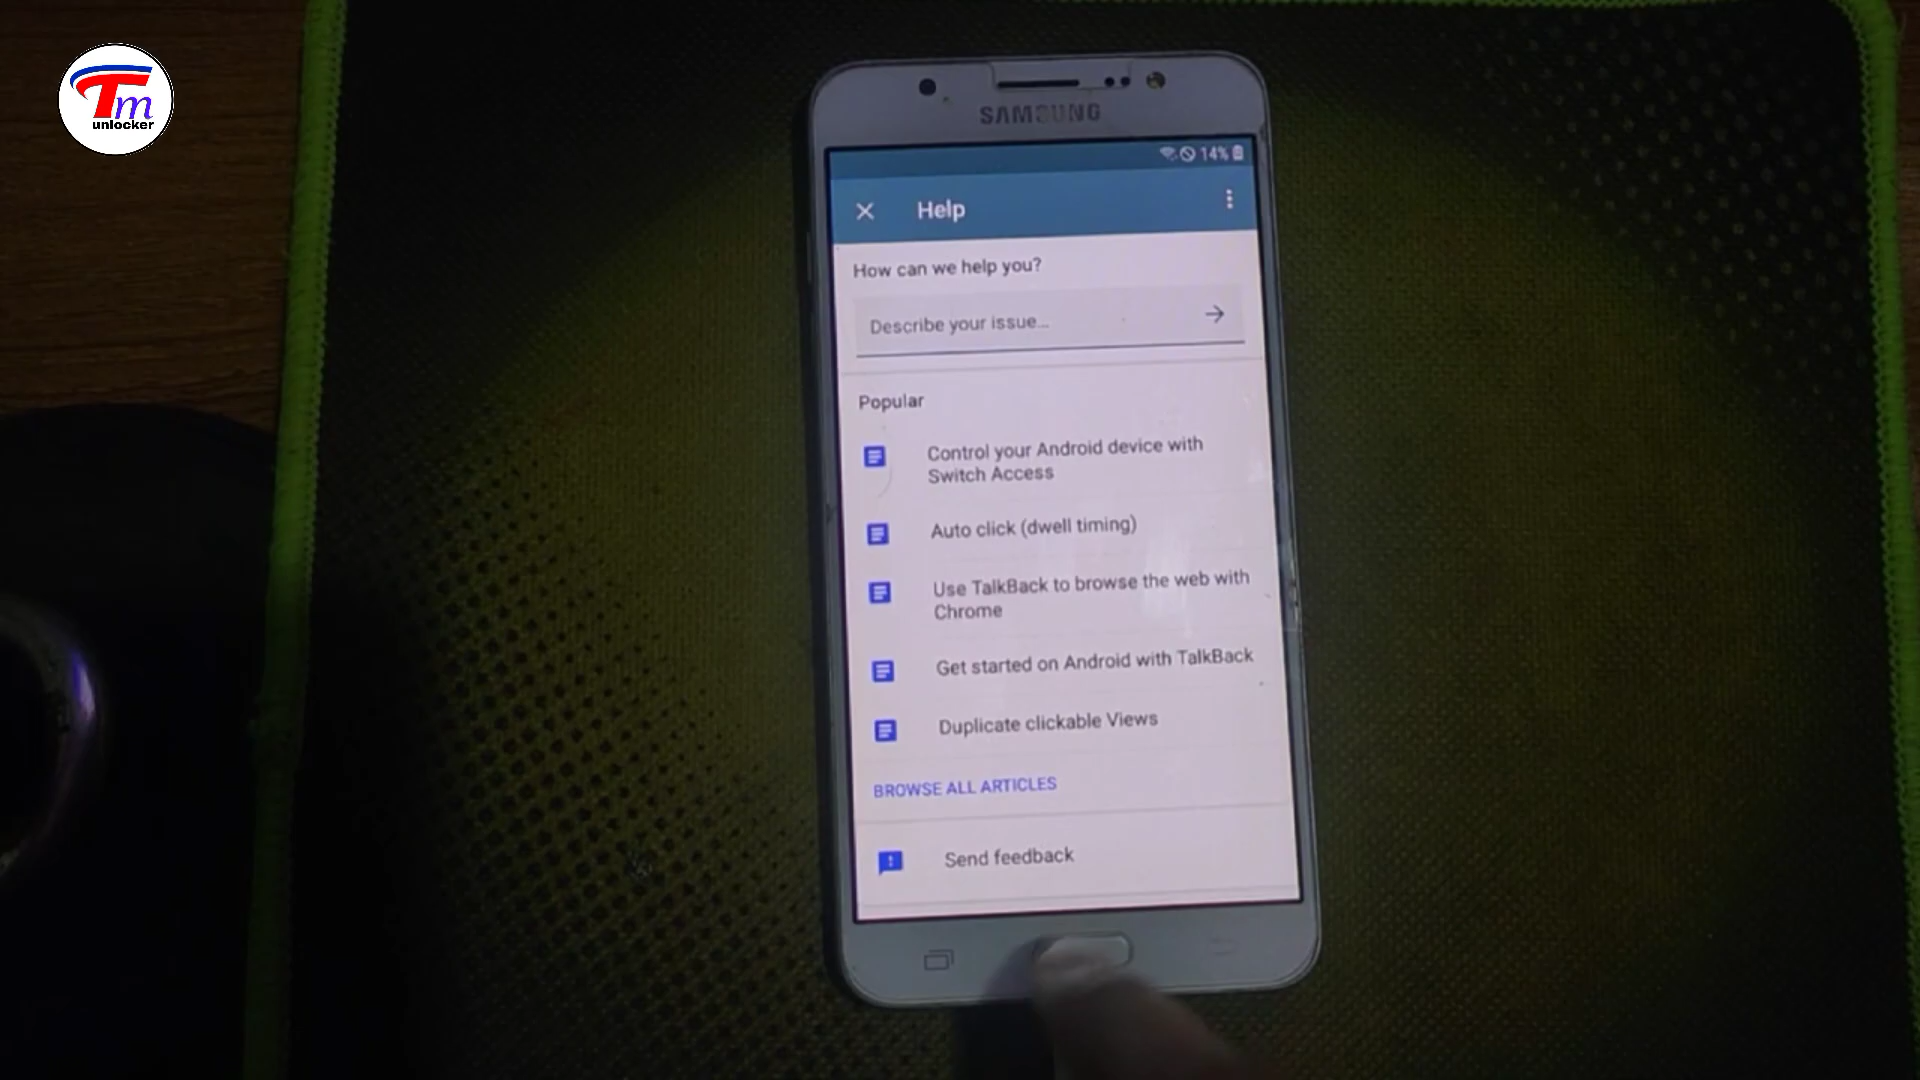 Tm
unlocker
SAMSUNG
14%
Help
How can we help you?
Describe your issue...
Popular
Control your Android device with
Switch Access
Auto click (dwell timing)
Use TalkBack to browse the web with
Chrome
Get started on Android with TalkBack
Duplicate clickable Views
BROWSE ALL ARTICLES
Send feedback